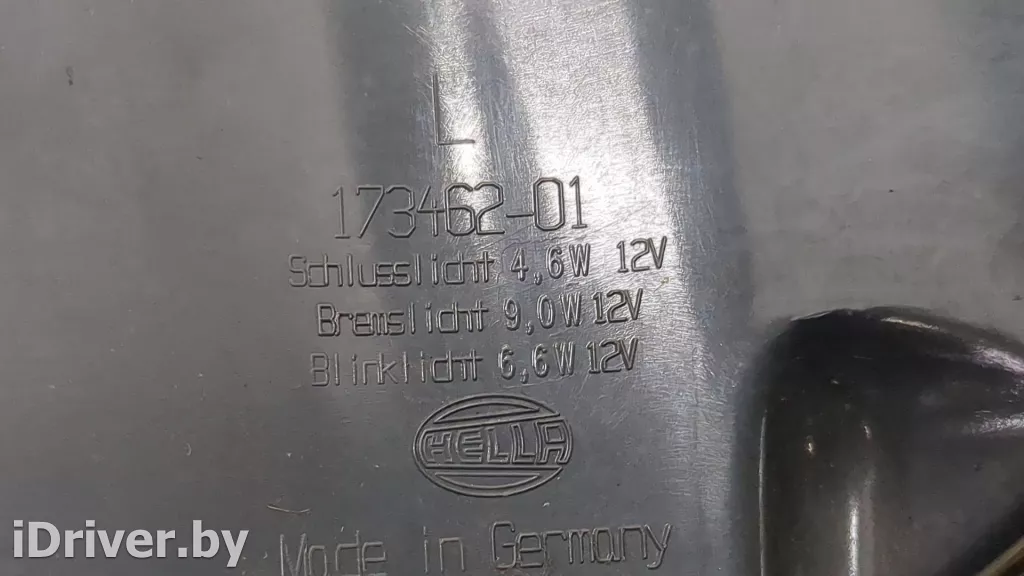 L
173462-01
Schlusslicht 4,6W 12V
Bremslicht 9,0W 12V
Blinklicht 6,6W 12V
HELLA
Made in Germany
iDriver.by